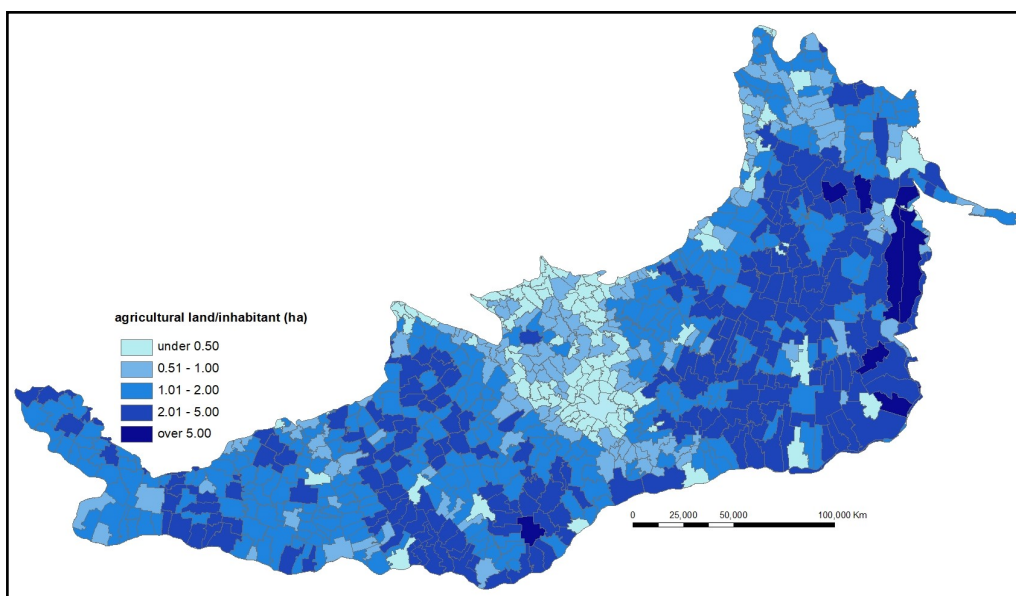 agricultural land/inhabitant (ha)
under 0.50
0.51 - 1.00
1.01 - 2.00
2.01 - 5.00
over 5.00
0 25,000 50,000 100,000 Km